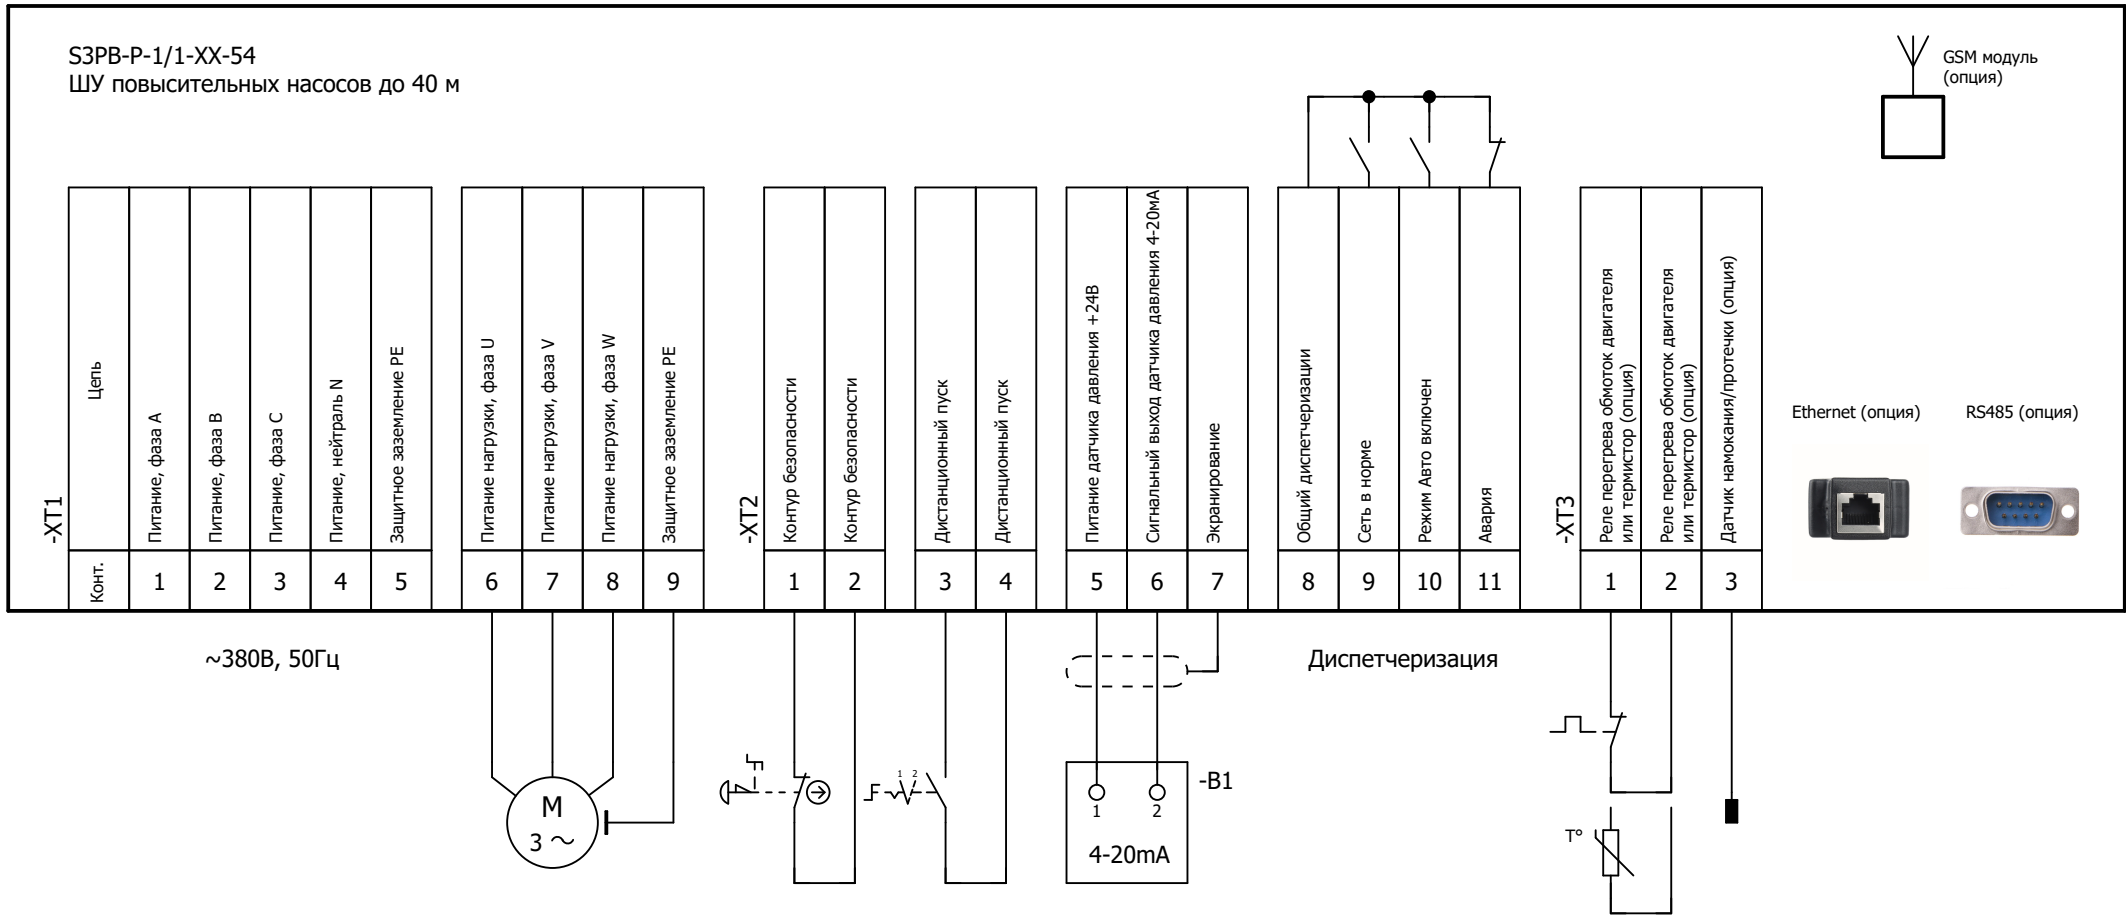 S3PB-P-1/1-XX-54
ШУ повысительных насосов до 40 м
GSM модуль
(опция)
-XT1
Цепь
Питание, фаза A
Питание, фаза B
Питание, фаза C
Питание, нейтраль N
Защитное заземление PE
Питание нагрузки, фаза U
Питание нагрузки, фаза V
Питание нагрузки, фаза W
Защитное заземление PE
-XT2
Контур безопасности
Контур безопасности
Дистанционный пуск
Дистанционный пуск
Питание датчика давления +24В
Сигнальный выход датчика давления 4-20мА
Экранирование
Общий диспетчеризации
Сеть в норме
Режим Авто включен
Авария
-XT3
Реле перегрева обмоток двигателя
или термистор (опция)
Реле перегрева обмоток двигателя
или термистор (опция)
Датчик намокания/протечки (опция)
Ethernet (опция)
RS485 (опция)
Конт.
1
2
3
4
5
6
7
8
9
1
2
3
4
5
6
7
8
9
10
11
1
2
3
~380В, 50Гц
Диспетчеризация
M
3 ~
1 2
-B1
1
2
4-20mA
T°